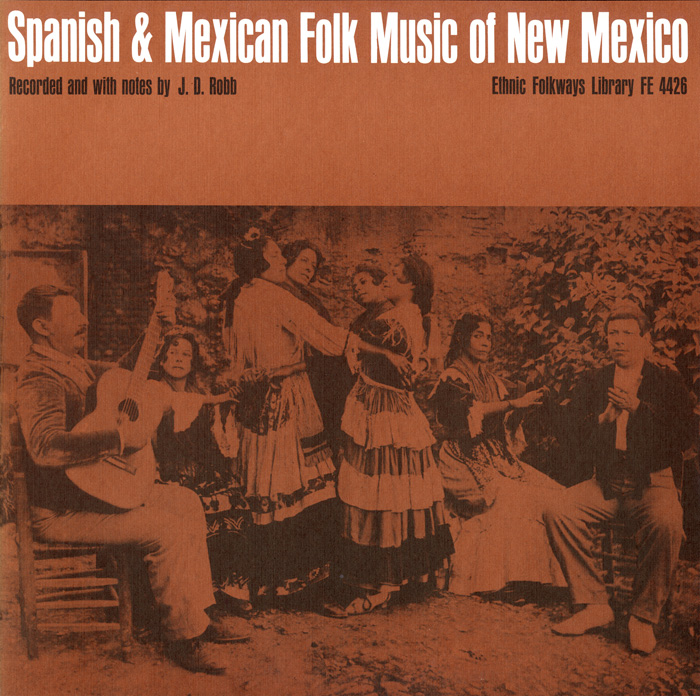 Spanish & Mexican Folk Music of New Mexico
Recorded and with notes by J. D. Robb
Ethnic Folkways Library FE 4426